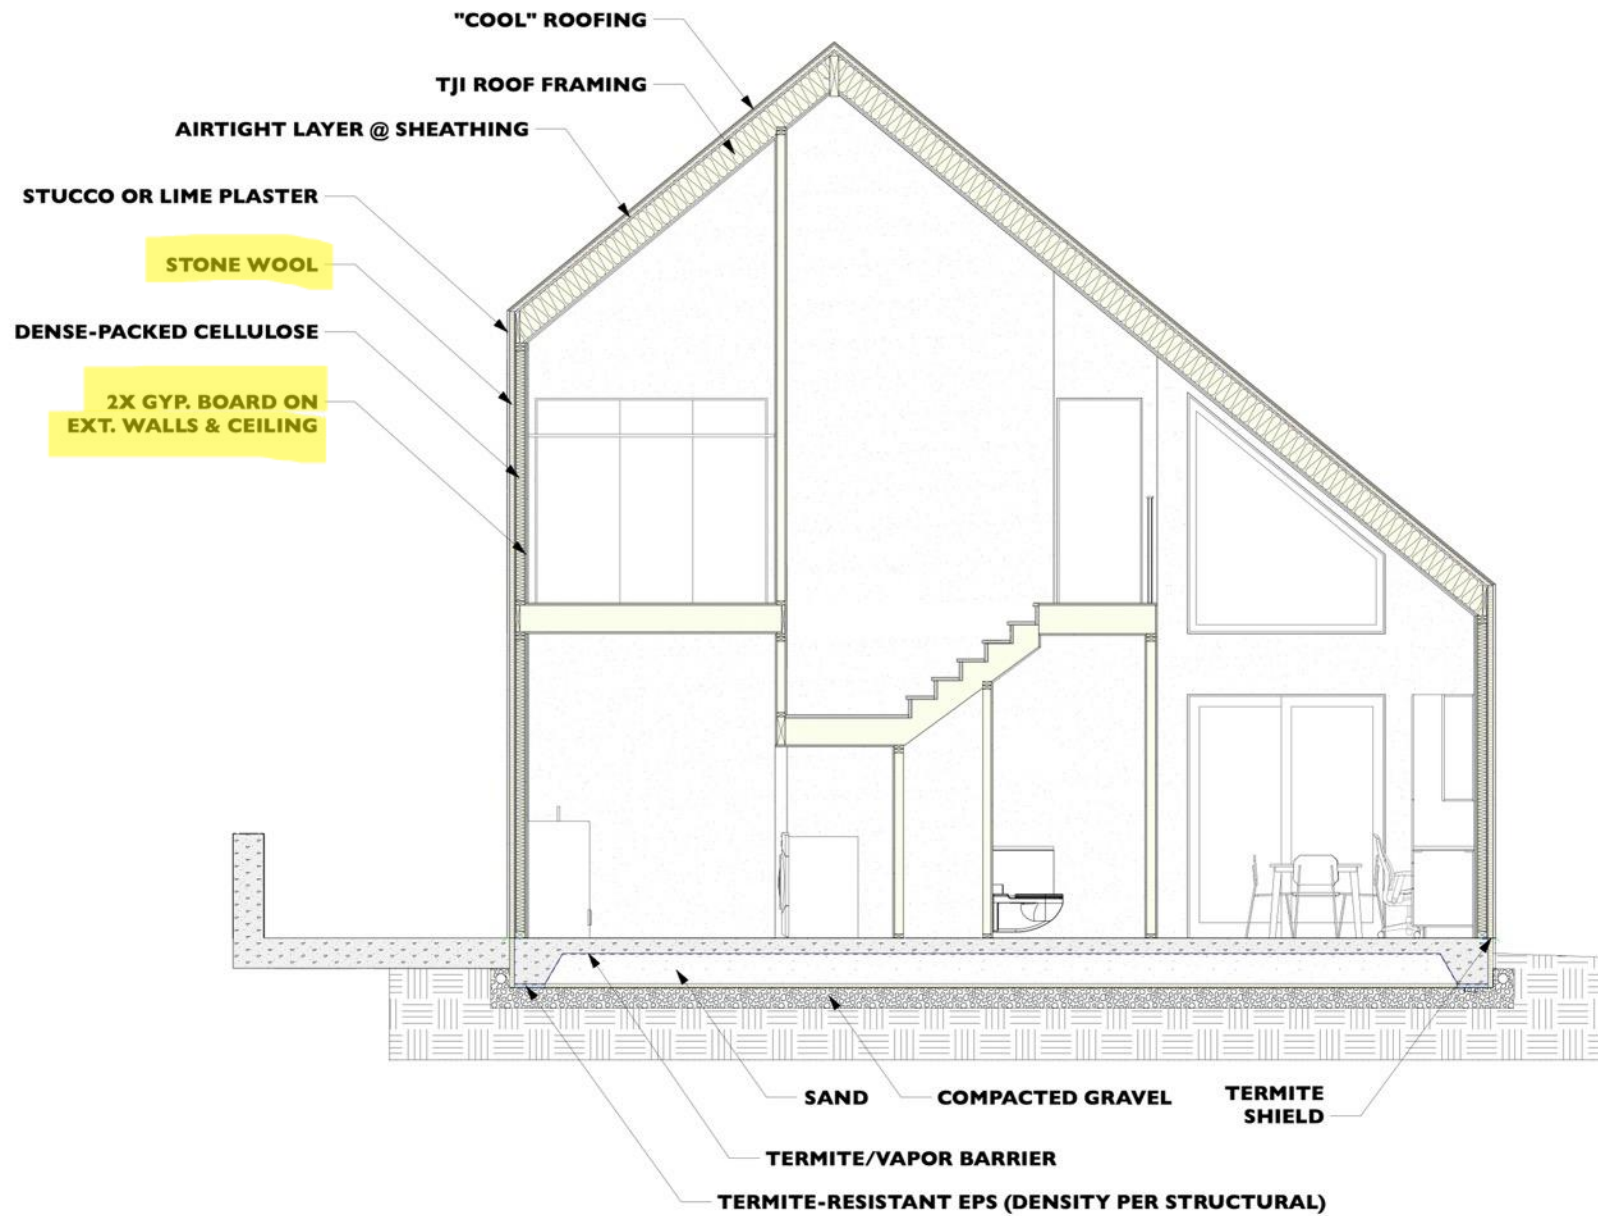 "COOL" ROOFING
TJI ROOF FRAMING
AIRTIGHT LAYER @ SHEATHING
STUCCO OR LIME PLASTER
STONE WOOL
DENSE-PACKED CELLULOSE
2X GYP. BOARD ON
EXT. WALLS & CEILING
SAND
COMPACTED GRAVEL
TERMITE
SHIELD
TERMITE/VAPOR BARRIER
TERMITE-RESISTANT EPS (DENSITY PER STRUCTURAL)